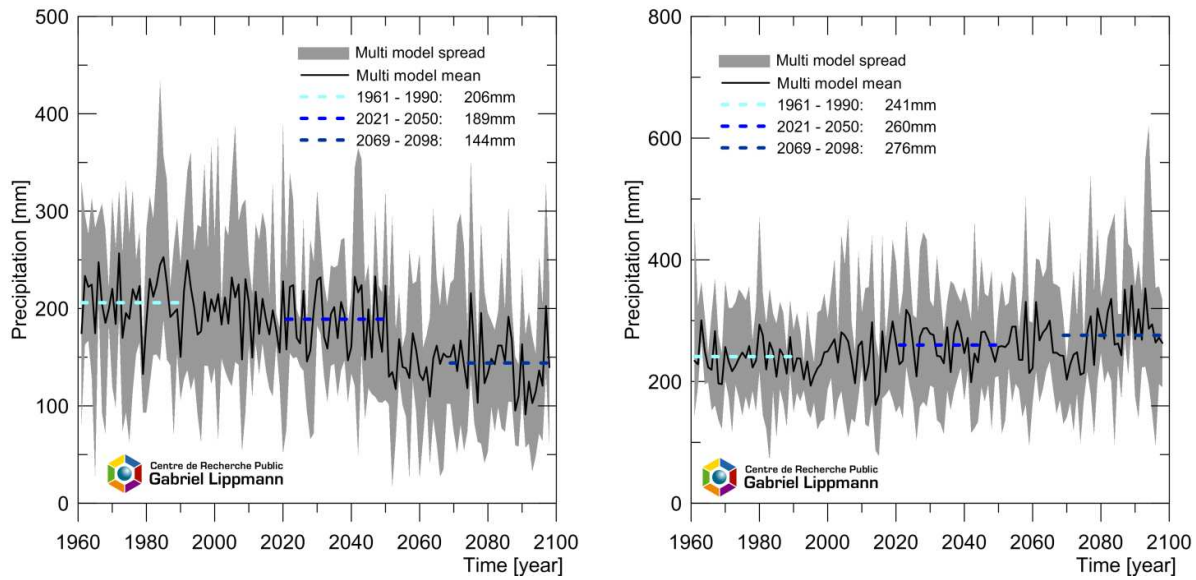 500
400
300
200
100
0
Precipitation [mm]
Multi model spread
Multi model mean
1961 - 1990: 206mm
2021 - 2050: 189mm
2069 - 2098: 144mm
Centre de Recherche Public
Gabriel Lippmann
1960 1980 2000 2020 2040 2060 2080 2100
Time [year]
800
600
400
200
0
Precipitation [mm]
Multi model spread
Multi model mean
1961 - 1990: 241mm
2021 - 2050: 260mm
2069 - 2098: 276mm
Centre de Recherche Public
Gabriel Lippmann
1960 1980 2000 2020 2040 2060 2080 2100
Time [year]